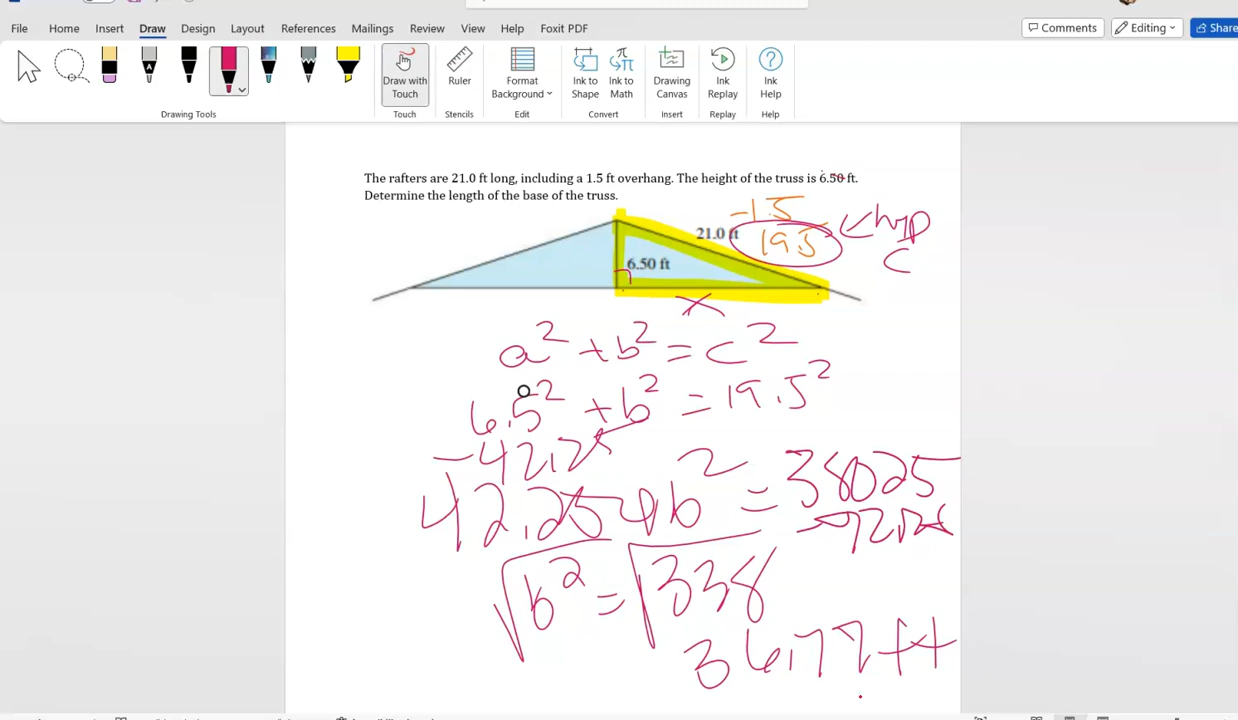 File Home Insert Draw Design Layout References Mailings Review View Help Foxit PDF Comments Editing Share
Draw with Touch Ruler Format Background Ink to Shape Ink to Math Drawing Canvas Ink Replay Ink Help
Drawing Tools Touch Stencils Edit Convert Insert Replay Help
The rafters are 21.0 ft long, including a 1.5 ft overhang. The height of the truss is 6.50 ft.
Determine the length of the base of the truss.
-1.5
21.0 ft 19.5 hyp
c
6.50 ft
x
a² + b² = c²
6.5² + b² = 19.5²
-42.25
42.25 + b² = 380.25
-42.25
√b² = √338
36.77 ft